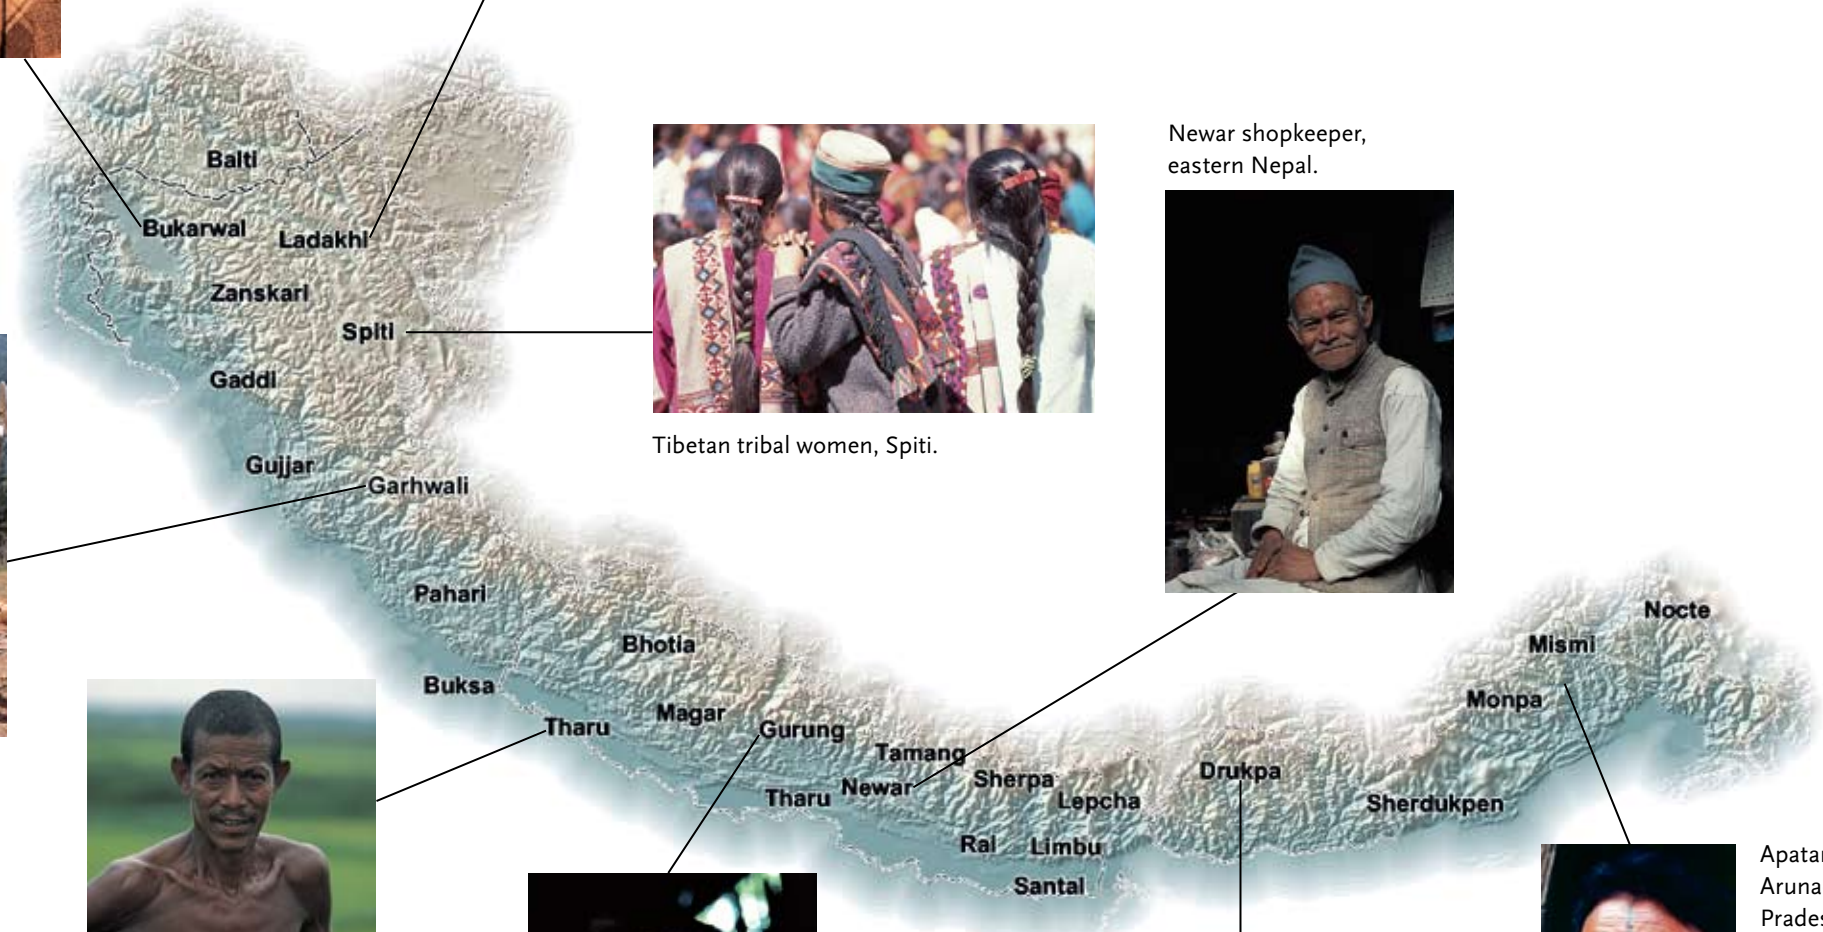 Balti
Bukarwal
Ladakhi
Zanskari
Spiti
Gaddi
Gujjar
Garhwali
Tibetan tribal women, Spiti.
Newar shopkeeper,
eastern Nepal.
Pahari
Bhotia
Buksa
Magar
Tharu
Gurung
Tamang
Newar
Tharu
Sherpa
Lepcha
Rai
Limbu
Santal
Drukpa
Sherdukpen
Monpa
Mismi
Nocte